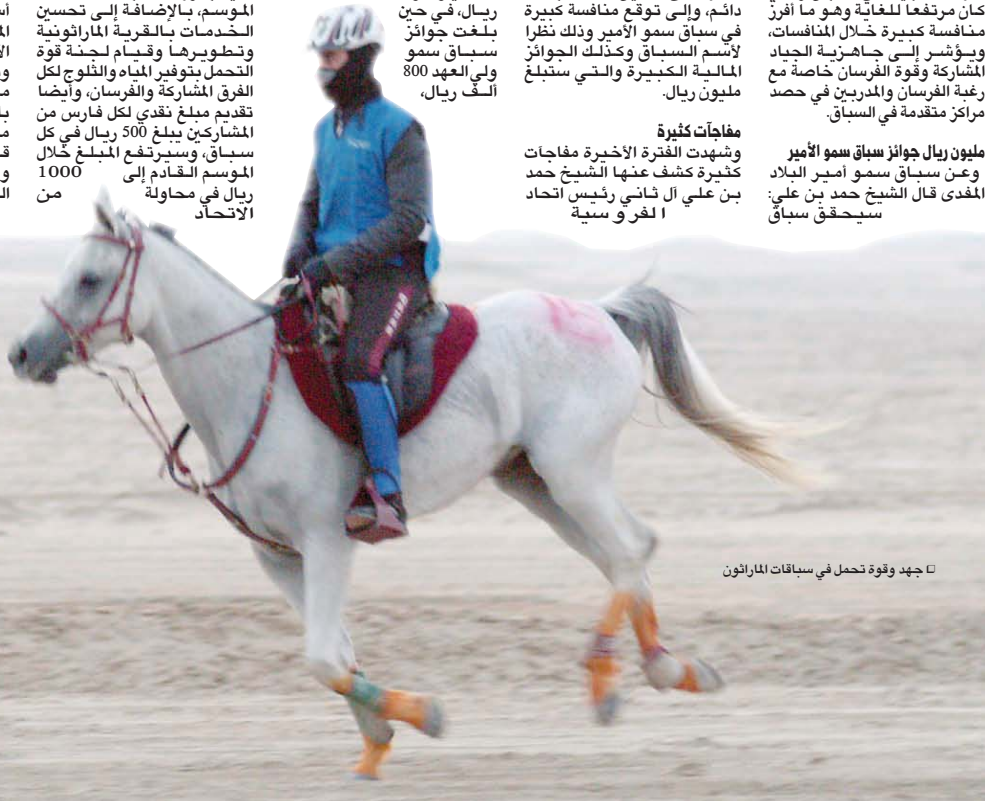 كان مرتفعا للغاية وهو ما أفرز
منافسة كبيرة خلال المنافسات،
ويؤشر إلى جاهزية الجياد
المشاركة وقوة الفرسان خاصة مع
رغبة الفرسان والمدربين في حصد
مراكز متقدمة في السباق.
مليون ريال جوائز سباق سمو الأمير
وعن سباق سمو أمير البلاد
المفدى قال الشيخ حمد بن علي:
سيحقق سباق
دائم، وإلى توقع منافسة كبيرة
في سباق سمو الأمير وذلك نظرا
لأسم السباق وكذلك الجوائز
المالية الكبيرة والتي ستبلغ
مليون ريال.
مفاجآت كثيرة
وشهدت الفترة الأخيرة مفاجآت
كثيرة كشف عنها الشيخ حمد
بن علي آل ثاني رئيس اتحاد
الفروسية
ريال، في حين
بلغت جوائز
سباق سمو
ولي العهد 800
ألف ريال،
الموسم، بالإضافة إلى تحسين
الخدمات بالقرية الماراثونية
وتطويرها وقيام لجنة قوة
التحمل بتوفير المياه والثلوج لكل
الفرق المشاركة والفرسان، وأيضا
تقديم مبلغ نقدي لكل فارس من
المشاركين يبلغ 500 ريال في كل
سباق، وسيرتفع المبلغ خلال
الموسم القادم إلى 1000
ريال في محاولة من
الاتحاد
□ جهد وقوة تحمل في سباقات الماراثون